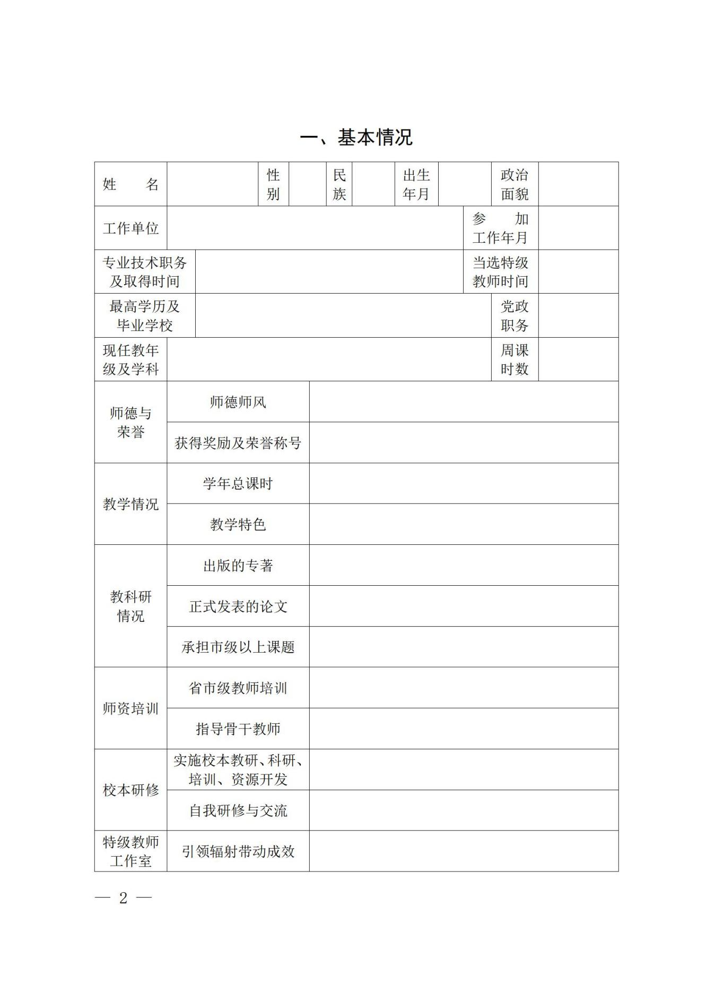 一、基本情况
姓　　名
性
别
民
族
出生
年月
政治
面貌
工作单位
参　　加
工作年月
专业技术职务
及取得时间
当选特级
教师时间
最高学历及
毕业学校
党政
职务
现任教年
级及学科
周课
时数
师德与
荣誉
师德师风
获得奖励及荣誉称号
教学情况
学年总课时
教学特色
教科研
情况
出版的专著
正式发表的论文
承担市级以上课题
师资培训
省市级教师培训
指导骨干教师
校本研修
实施校本教研、科研、
培训、资源开发
自我研修与交流
特级教师
工作室
引领辐射带动成效
— 2 —